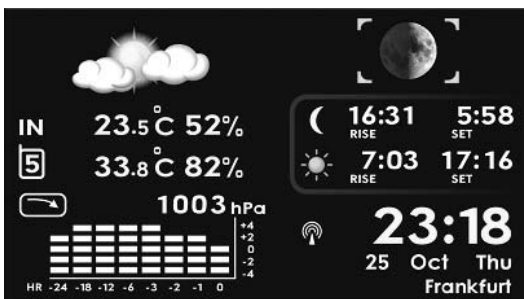 IN 23.5°C 52%
5 33.8°C 82%
1003 hPa
+4
+2
0
-2
-4
HR -24 -18 -12 -6 -3 -2 -1 0
16:31 5:58
RISE SET
7:03 17:16
RISE SET
23:18
25 Oct Thu
Frankfurt